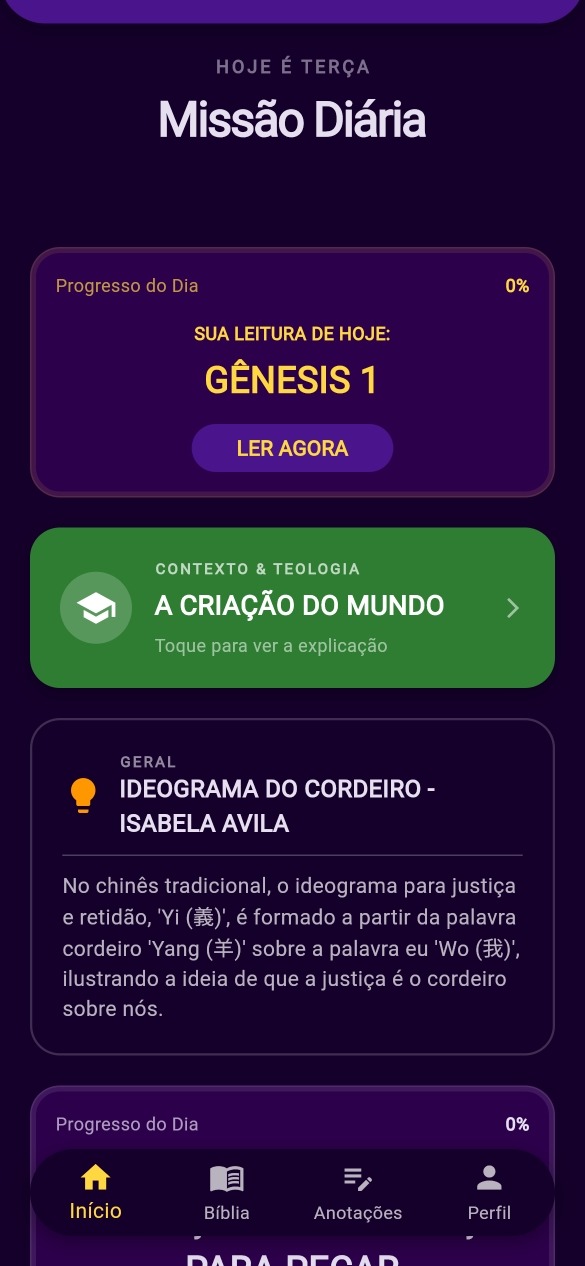 HOJE É TERÇA
Missão Diária
Progresso do Dia 0%
SUA LEITURA DE HOJE:
GÊNESIS 1
LER AGORA
CONTEXTO & TEOLOGIA
A CRIAÇÃO DO MUNDO
Toque para ver a explicação
GERAL
IDEOGRAMA DO CORDEIRO -
ISABELA AVILA
No chinês tradicional, o ideograma para justiça
e retidão, 'Yi (義)', é formado a partir da palavra
cordeiro 'Yang (羊)' sobre a palavra eu 'Wo (我)',
ilustrando a ideia de que a justiça é o cordeiro
sobre nós.
Progresso do Dia 0%
Início Bíblia Anotações Perfil
PARA PECAR